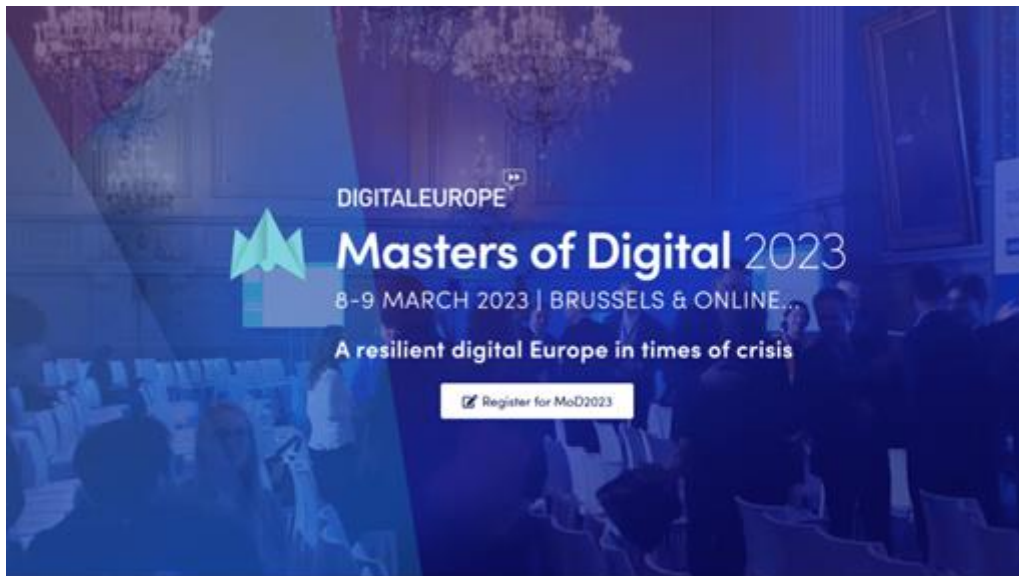 DIGITALEUROPE
Masters of Digital 2023
8-9 MARCH 2023 | BRUSSELS & ONLINE...
A resilient digital Europe in times of crisis
Register for MoD2023